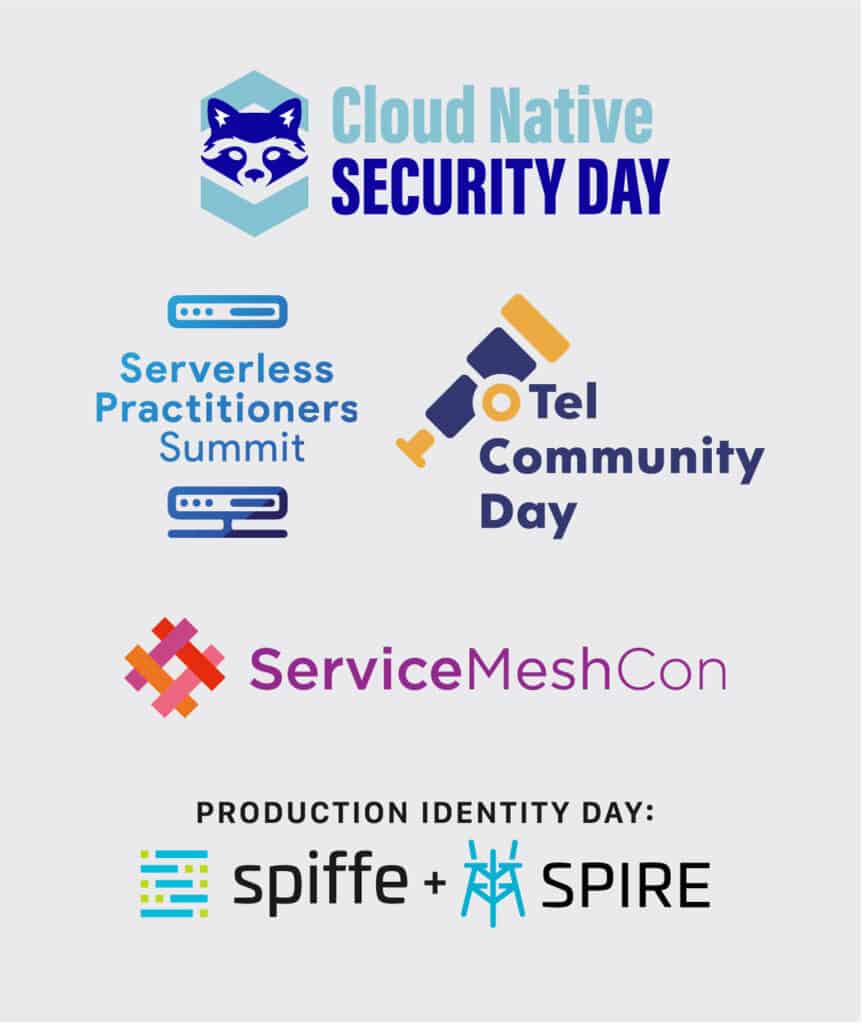 Cloud Native
SECURITY DAY
Serverless
Practitioners
Summit
OTel
Community
Day
ServiceMeshCon
PRODUCTION IDENTITY DAY:
spiffe + SPIRE